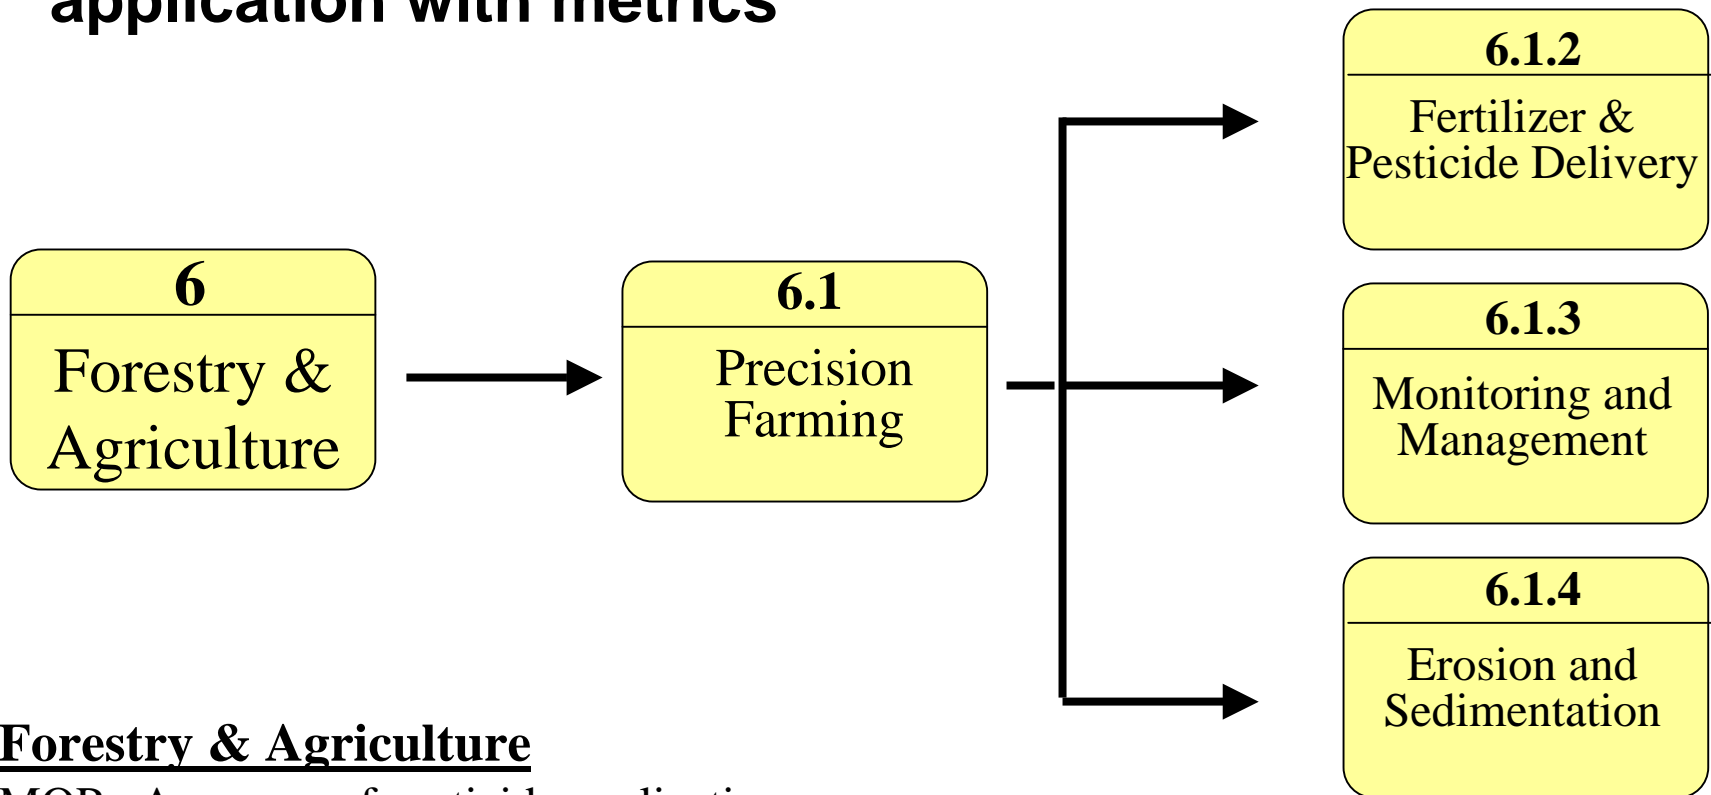 application with metrics
6.1.2
Fertilizer &
Pesticide Delivery
6
Forestry &
Agriculture
6.1
Precision
Farming
6.1.3
Monitoring and
Management
6.1.4
Erosion and
Sedimentation
Forestry & Agriculture